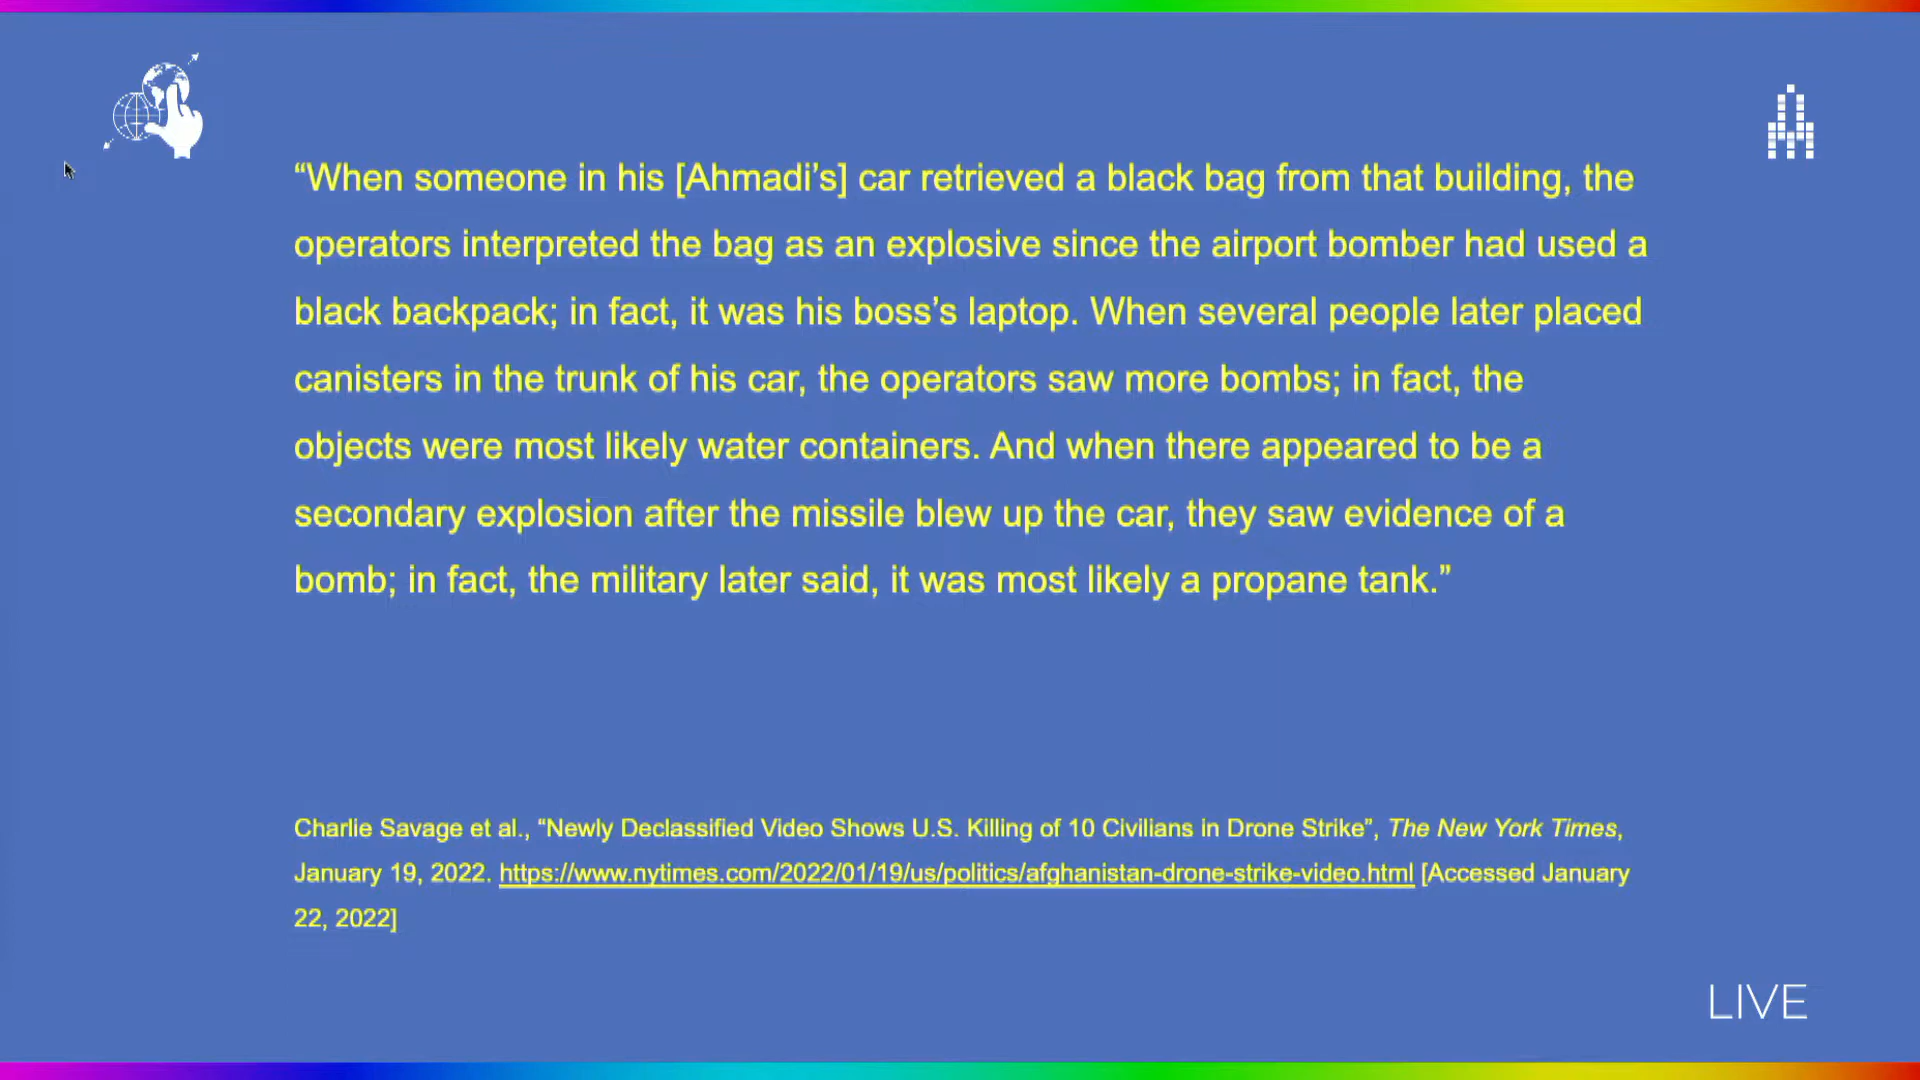 “When someone in his [Ahmadi’s] car retrieved a black bag from that building, the
operators interpreted the bag as an explosive since the airport bomber had used a
black backpack; in fact, it was his boss’s laptop. When several people later placed
canisters in the trunk of his car, the operators saw more bombs; in fact, the
objects were most likely water containers. And when there appeared to be a
secondary explosion after the missile blew up the car, they saw evidence of a
bomb; in fact, the military later said, it was most likely a propane tank.”
Charlie Savage et al., “Newly Declassified Video Shows U.S. Killing of 10 Civilians in Drone Strike”, The New York Times,
January 19, 2022. https://www.nytimes.com/2022/01/19/us/politics/afghanistan-drone-strike-video.html [Accessed January
22, 2022]
LIVE